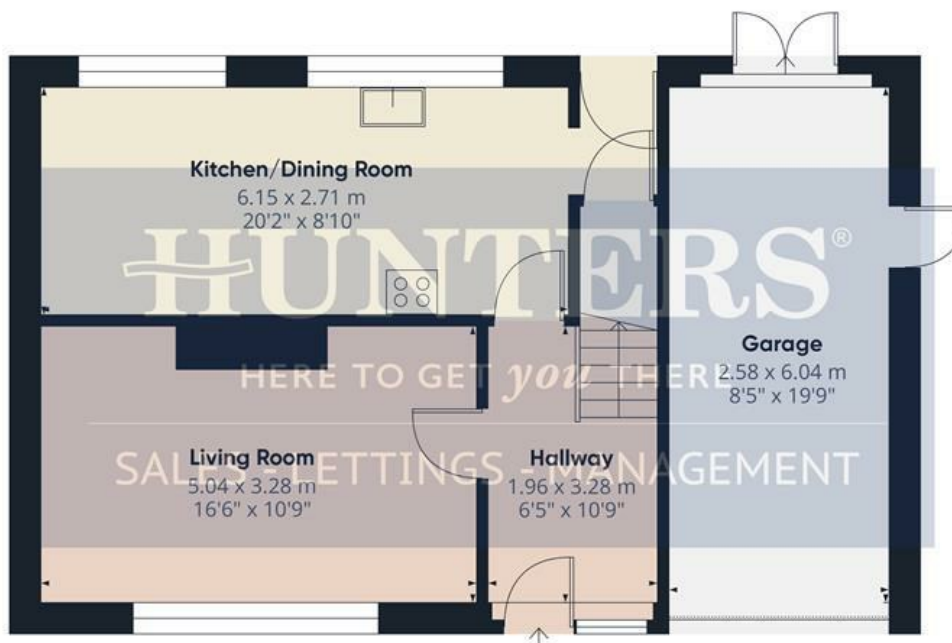 Kitchen/Dining Room
6.15 x 2.71 m
20'2" x 8'10"
HUNTERS®
HERE TO GET you THERE
SALES - LETTINGS - MANAGEMENT
Living Room
5.04 x 3.28 m
16'6" x 10'9"
Hallway
1.96 x 3.28 m
6'5" x 10'9"
Garage
2.58 x 6.04 m
8'5" x 19'9"